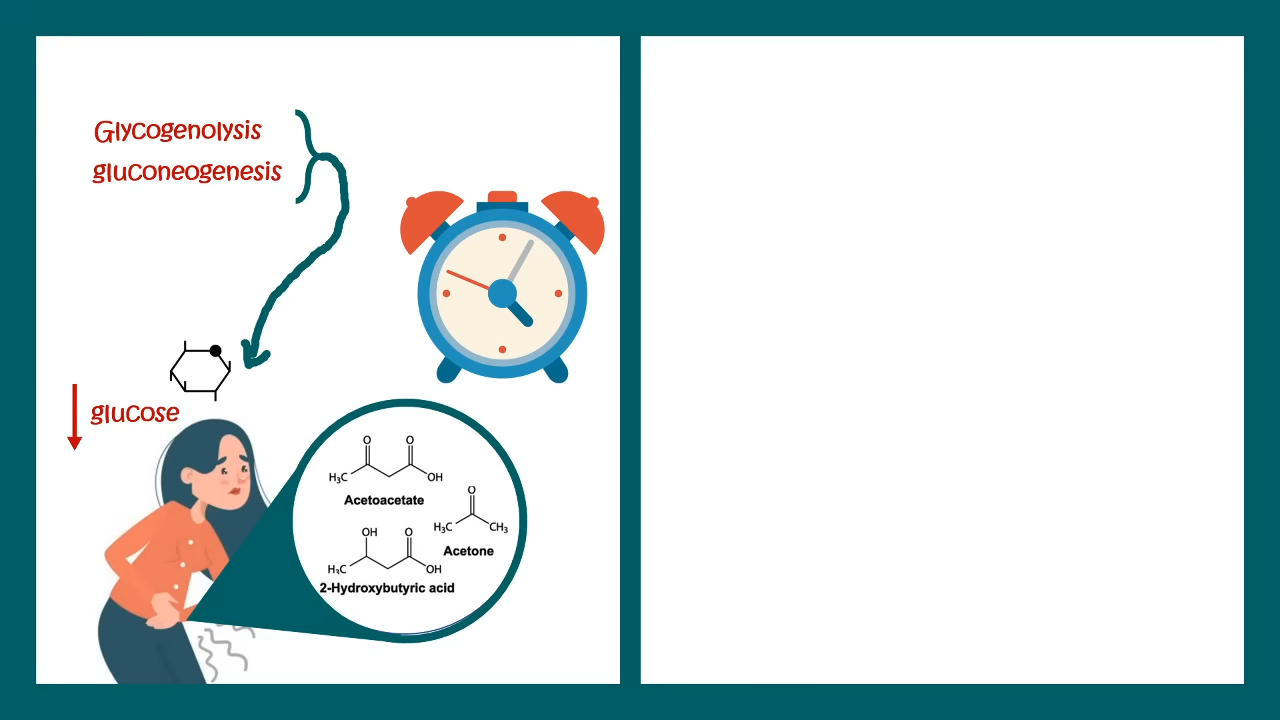 Glycogenolysis
gluconeogenesis
glucose
O O
H₃C OH
Acetoacetate
O
H₃C CH₃
Acetone
OH O
H₃C OH
2-Hydroxybutyric acid